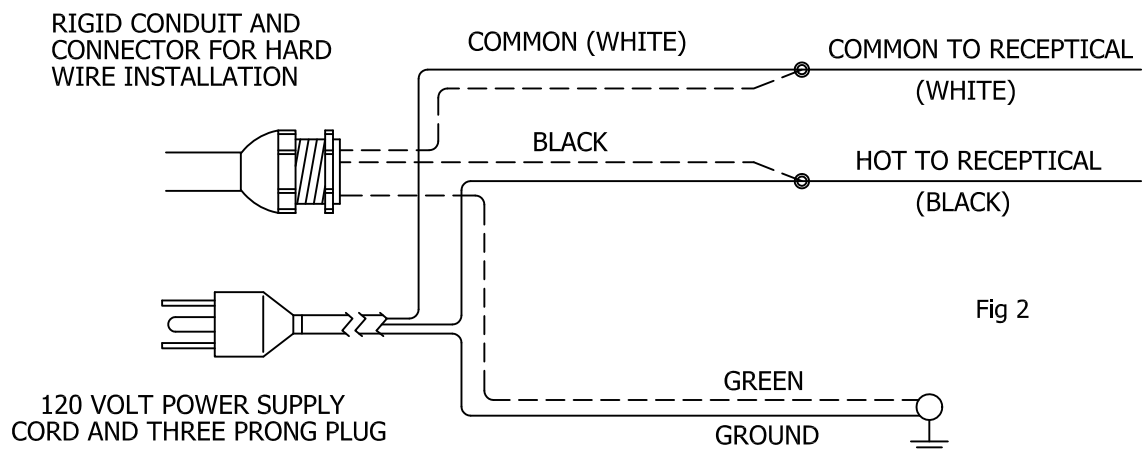 RIGID CONDUIT AND
CONNECTOR FOR HARD
WIRE INSTALLATION
COMMON (WHITE)
COMMON TO RECEPTICAL
(WHITE)
BLACK
HOT TO RECEPTICAL
(BLACK)
Fig 2
120 VOLT POWER SUPPLY
CORD AND THREE PRONG PLUG
GREEN
GROUND